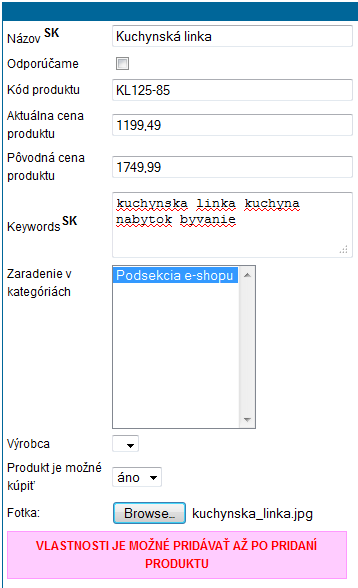 Názov SK
Kuchynská linka
Odporúčame
Kód produktu
KL125-85
Aktuálna cena
produktu
1199,49
Pôvodná cena
produktu
1749,99
Keywords SK
kuchynska linka kuchyna
nabytok byvanie
Zaradenie v
kategóriách
Podsekcia e-shopu
Výrobca
Produkt je možné
kúpiť
áno
Fotka:
Browse..
kuchynska_linka.jpg
VLASTNOSTI JE MOŽNÉ PRIDÁVAŤ AŽ PO PRIDANÍ
PRODUKTU